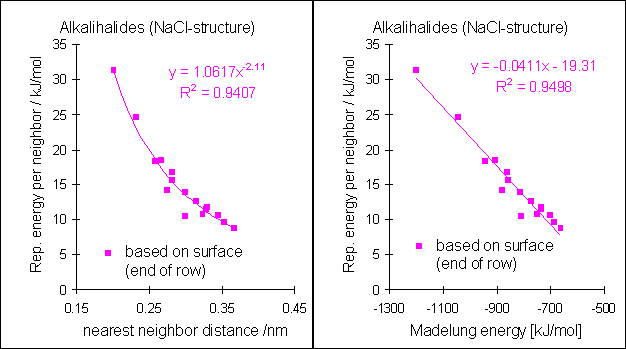 Alkalihalides (NaCl-structure)
35
30
25
20
15
10
5
0
Rep. energy per neighbor / kJ/mol
y = 1.0617x^-2.11
R² = 0.9407
based on surface
(end of row)
0.15
0.25
0.35
0.45
nearest neighbor distance /nm
Alkalihalides (NaCl-structure)
35
30
25
20
15
10
5
0
Rep. energy per neighbor / kJ/mol
y = -0.0411x - 19.31
R² = 0.9498
based on surface
(end of row)
-1300
-1100
-900
-700
-500
Madelung energy [kJ/mol]